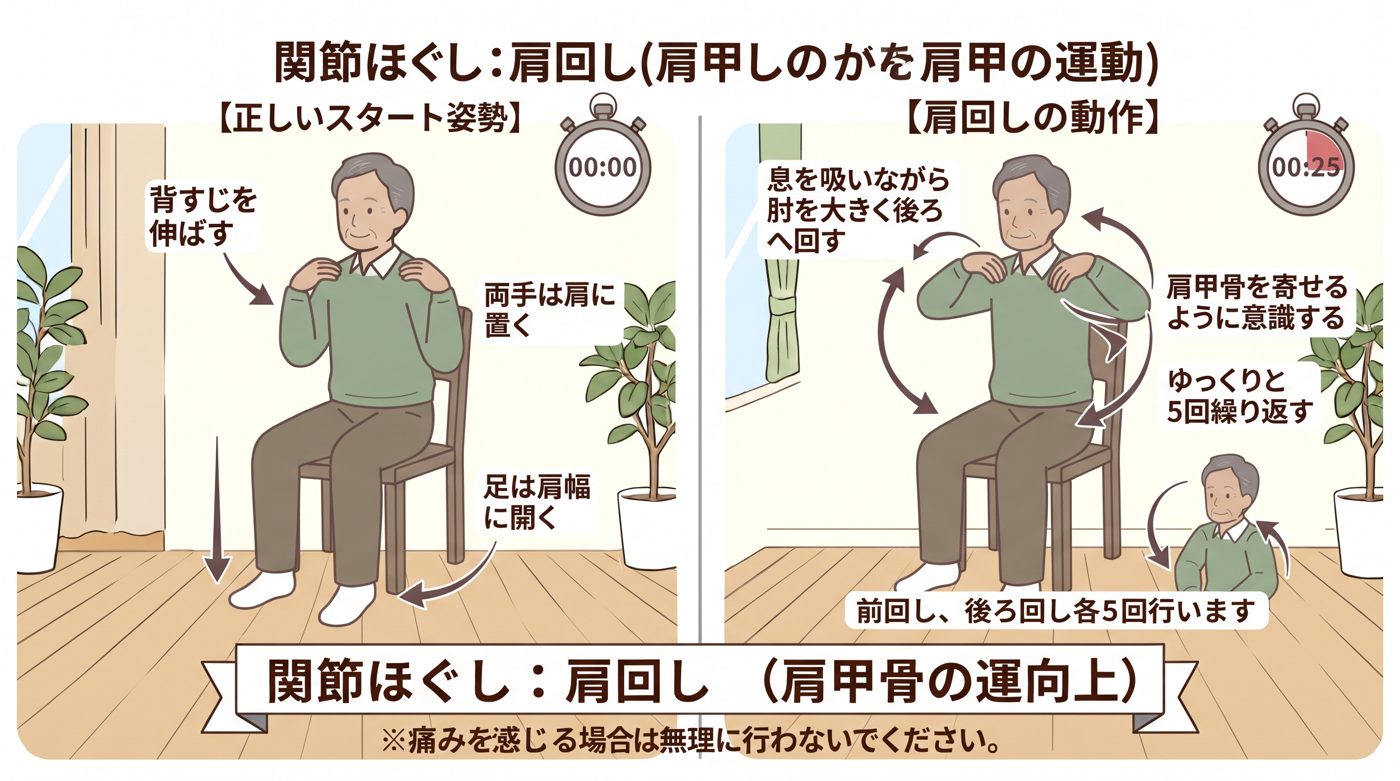 関節ほぐし：肩回し(肩甲しのがを肩甲の運動)
【正しいスタート姿勢】
00:00
背すじを
伸ばす
両手は肩に
置く
足は肩幅
に開く
【肩回しの動作】
00:25
息を吸いながら
肘を大きく後ろ
へ回す
肩甲骨を寄せる
ように意識する
ゆっくりと
5回繰り返す
前回し、後ろ回し各5回行います
関節ほぐし：肩回し （肩甲骨の運向上）
※痛みを感じる場合は無理に行わないでください。